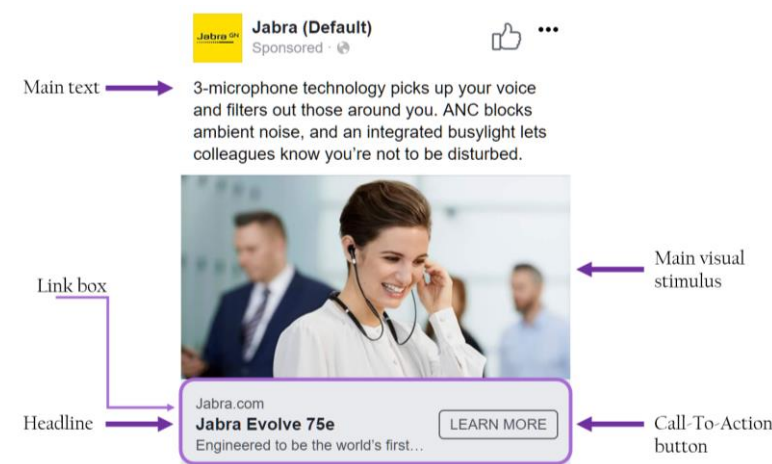 Jabra GN
Jabra (Default)
Sponsored ·
Main text
3-microphone technology picks up your voice
and filters out those around you. ANC blocks
ambient noise, and an integrated busylight lets
colleagues know you're not to be disturbed.
Main visual
stimulus
Link box
Jabra.com
Headline
Jabra Evolve 75e
LEARN MORE
Engineered to be the world's first...
Call-To-Action
button